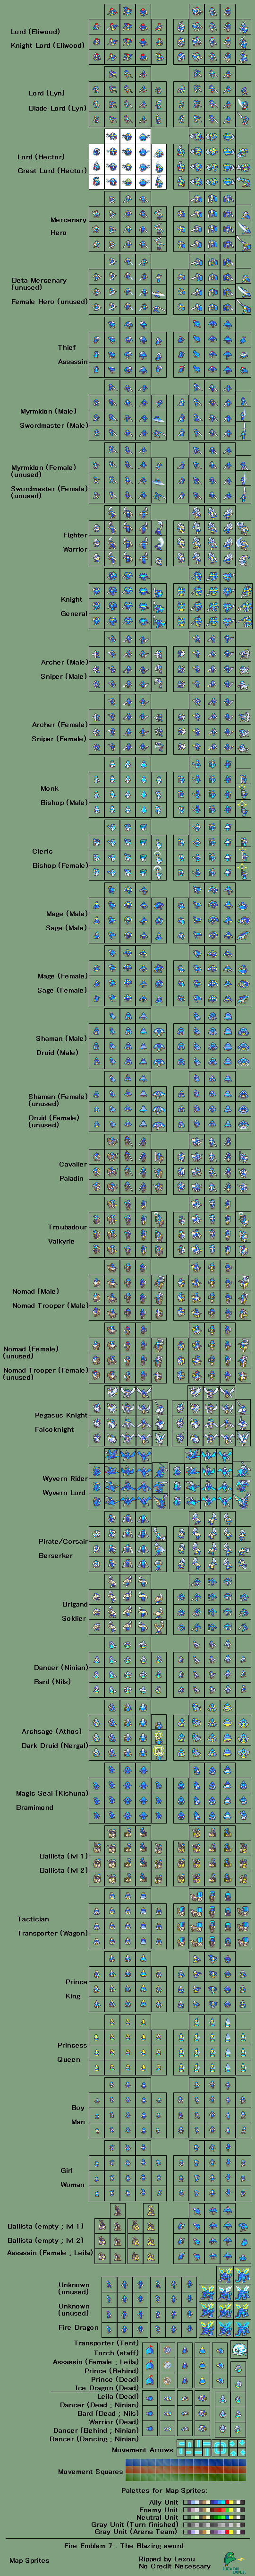 Lord (Eliwood)
Knight Lord (Eliwood)
Lord (Lyn)
Blade Lord (Lyn)
Lord (Hector)
Great Lord (Hector)
Mercenary
Hero
Beta Mercenary
(unused)
Female Hero (unused)
Thief
Assassin
Myrmidon (Male)
Swordmaster (Male)
Myrmidon (Female)
(unused)
Swordmaster (Female)
(unused)
Fighter
Warrior
Knight
General
Archer (Male)
Sniper (Male)
Archer (Female)
Sniper (Female)
Monk
Bishop (Male)
Cleric
Bishop (Female)
Mage (Male)
Sage (Male)
Mage (Female)
Sage (Female)
Shaman (Male)
Druid (Male)
Shaman (Female)
(unused)
Druid (Female)
(unused)
Cavalier
Paladin
Troubadour
Valkyrie
Nomad (Male)
Nomad Trooper (Male)
Nomad (Female)
(unused)
Nomad Trooper (Female)
(unused)
Pegasus Knight
Falcoknight
Wyvern Rider
Wyvern Lord
Pirate/Corsair
Berserker
Brigand
Soldier
Dancer (Ninian)
Bard (Nils)
Archsage (Athos)
Dark Druid (Nergal)
Magic Seal (Kishuna)
Bramimond
Ballista (lvl 1)
Ballista (lvl 2)
Tactician
Transporter (Wagon)
Prince
King
Princess
Queen
Boy
Man
Girl
Woman
Ballista (empty ; lvl 1)
Ballista (empty ; lvl 2)
Assassin (Female ; Leila)
Unknown
(unused)
Unknown
(unused)
Fire Dragon
Transporter (Tent)
Torch (staff)
Assassin (Female ; Leila)
Prince (Behind)
Prince (Dead)
Ice Dragon (Dead)
Leila (Dead)
Dancer (Dead ; Ninian)
Bard (Dead ; Nils)
Warrior (Dead)
Dancer (Behind ; Ninian)
Dancer (Dancing ; Ninian)
Movement Arrows
Movement Squares
Palettes for Map Sprites:
Ally Unit
Enemy Unit
Neutral Unit
Gray Unit (Turn finished)
Gray Unit (Arena Team)
Fire Emblem 7 : The Blazing sword
Map Sprites
Ripped by Lexou
No Credit Necessary